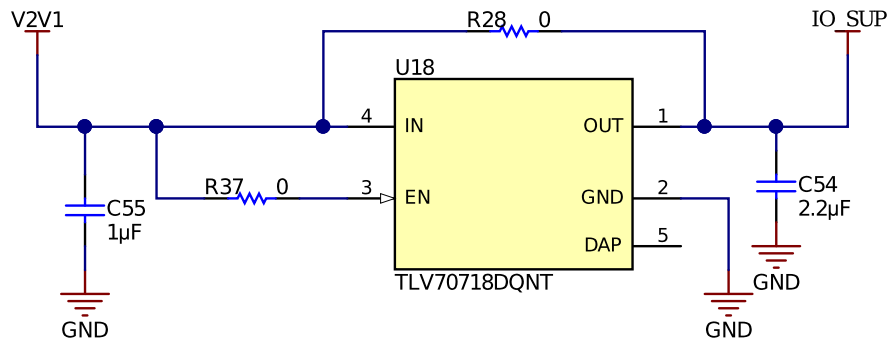 V2V1
R28 0
IO_SUP
U18
4
IN
OUT
1
R37 0
3
EN
GND
2
C54
2.2µF
C55
1µF
DAP
5
TLV70718DQNT
GND
GND
GND